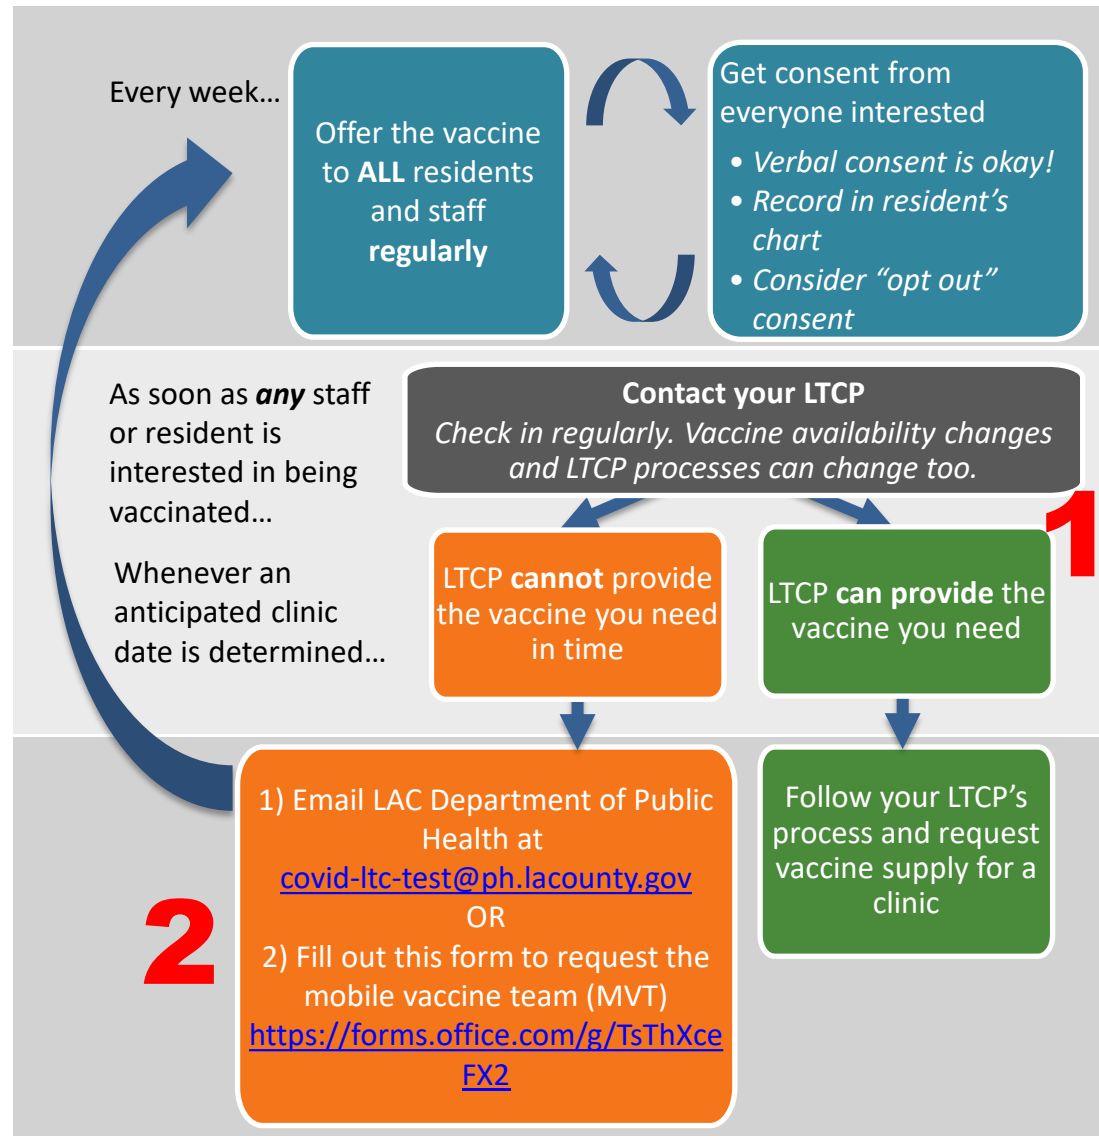 Every week…
Offer the vaccine
to ALL residents
and staff
regularly
Get consent from
everyone interested
• Verbal consent is okay!
• Record in resident’s
chart
• Consider “opt out”
consent
As soon as any staff
or resident is
interested in being
vaccinated…
Whenever an
anticipated clinic
date is determined…
Contact your LTCP
Check in regularly. Vaccine availability changes
and LTCP processes can change too.
1
LTCP cannot provide
the vaccine you need
in time
LTCP can provide the
vaccine you need
2
1) Email LAC Department of Public
Health at
covid-ltc-test@ph.lacounty.gov
OR
2) Fill out this form to request the
mobile vaccine team (MVT)
https://forms.office.com/g/TsThXce
FX2
Follow your LTCP’s
process and request
vaccine supply for a
clinic